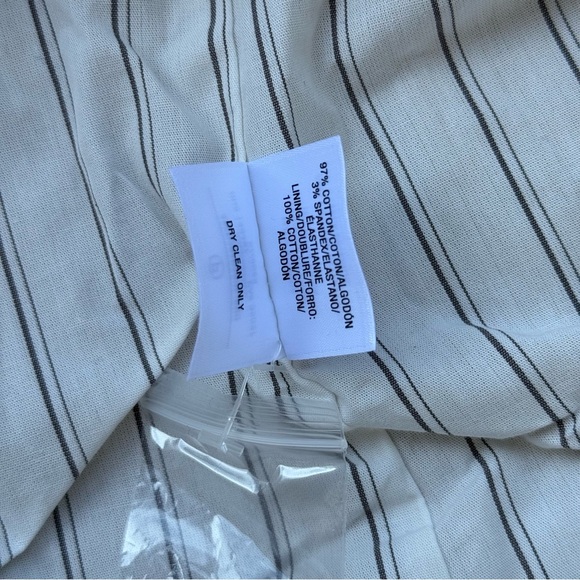 97% COTTON/COTON/ALGODÓN
3% SPANDEX/ELASTANO/
ÉLASTHANNE
LINING/DOUBLURE/FORRO:
100% COTTON/COTON/
ALGODÓN
DRY CLEAN ONLY